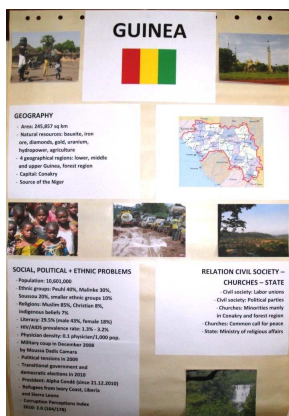 GUINEA
GEOGRAPHY
- Area: 245,857 sq km
- Natural resources: bauxite, iron
ore, diamonds, gold, uranium,
hydropower, agriculture
- 4 geographical regions: lower, middle
and upper Guinea, forest region
- Capital: Conakry
- Source of the Niger
SOCIAL, POLITICAL + ETHNIC PROBLEMS
- Population: 10,601,000
- Ethnic groups: Peuhl 40%, Malinke 30%,
Soussou 20%, smaller ethnic groups 10%
- Religions: Muslim 85%, Christian 8%,
indigenous beliefs 7%
- Literacy: 29.5% (male 43%, female 18%)
- HIV/AIDS prevalence rate: 1.3% - 3.2%
- Physician density: 0.1 physician/1,000 pop.
- Military coup in December 2008
by Moussa Dadis Camara
- Political tensions in 2009
- Transitional government and
democratic elections in 2010
- President: Alpha Condé (since 21.12.2010)
- Refugees from Ivory Coast, Liberia
and Sierra Leone
- Corruption Perceptions Index
2010: 2.0 (164/178)
RELATION CIVIL SOCIETY –
CHURCHES – STATE
- Civil society: Labor unions
- Civil society: Political parties
- Churches: Minorities manly
in Conakry and forest region
- Churches: Common call for peace
- State: Ministry of religious affairs